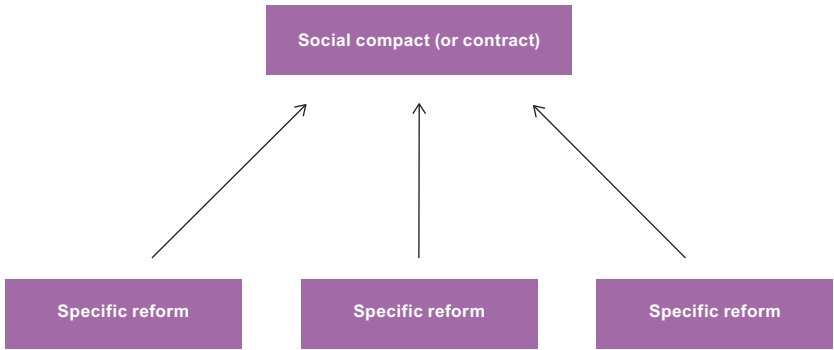 Social compact (or contract)
Specific reform
Specific reform
Specific reform